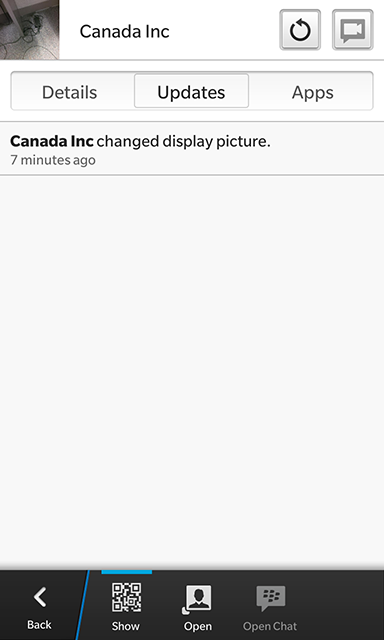 Canada Inc
Details
Updates
Apps
Canada Inc changed display picture.
7 minutes ago
Back
Show
Open
Open Chat